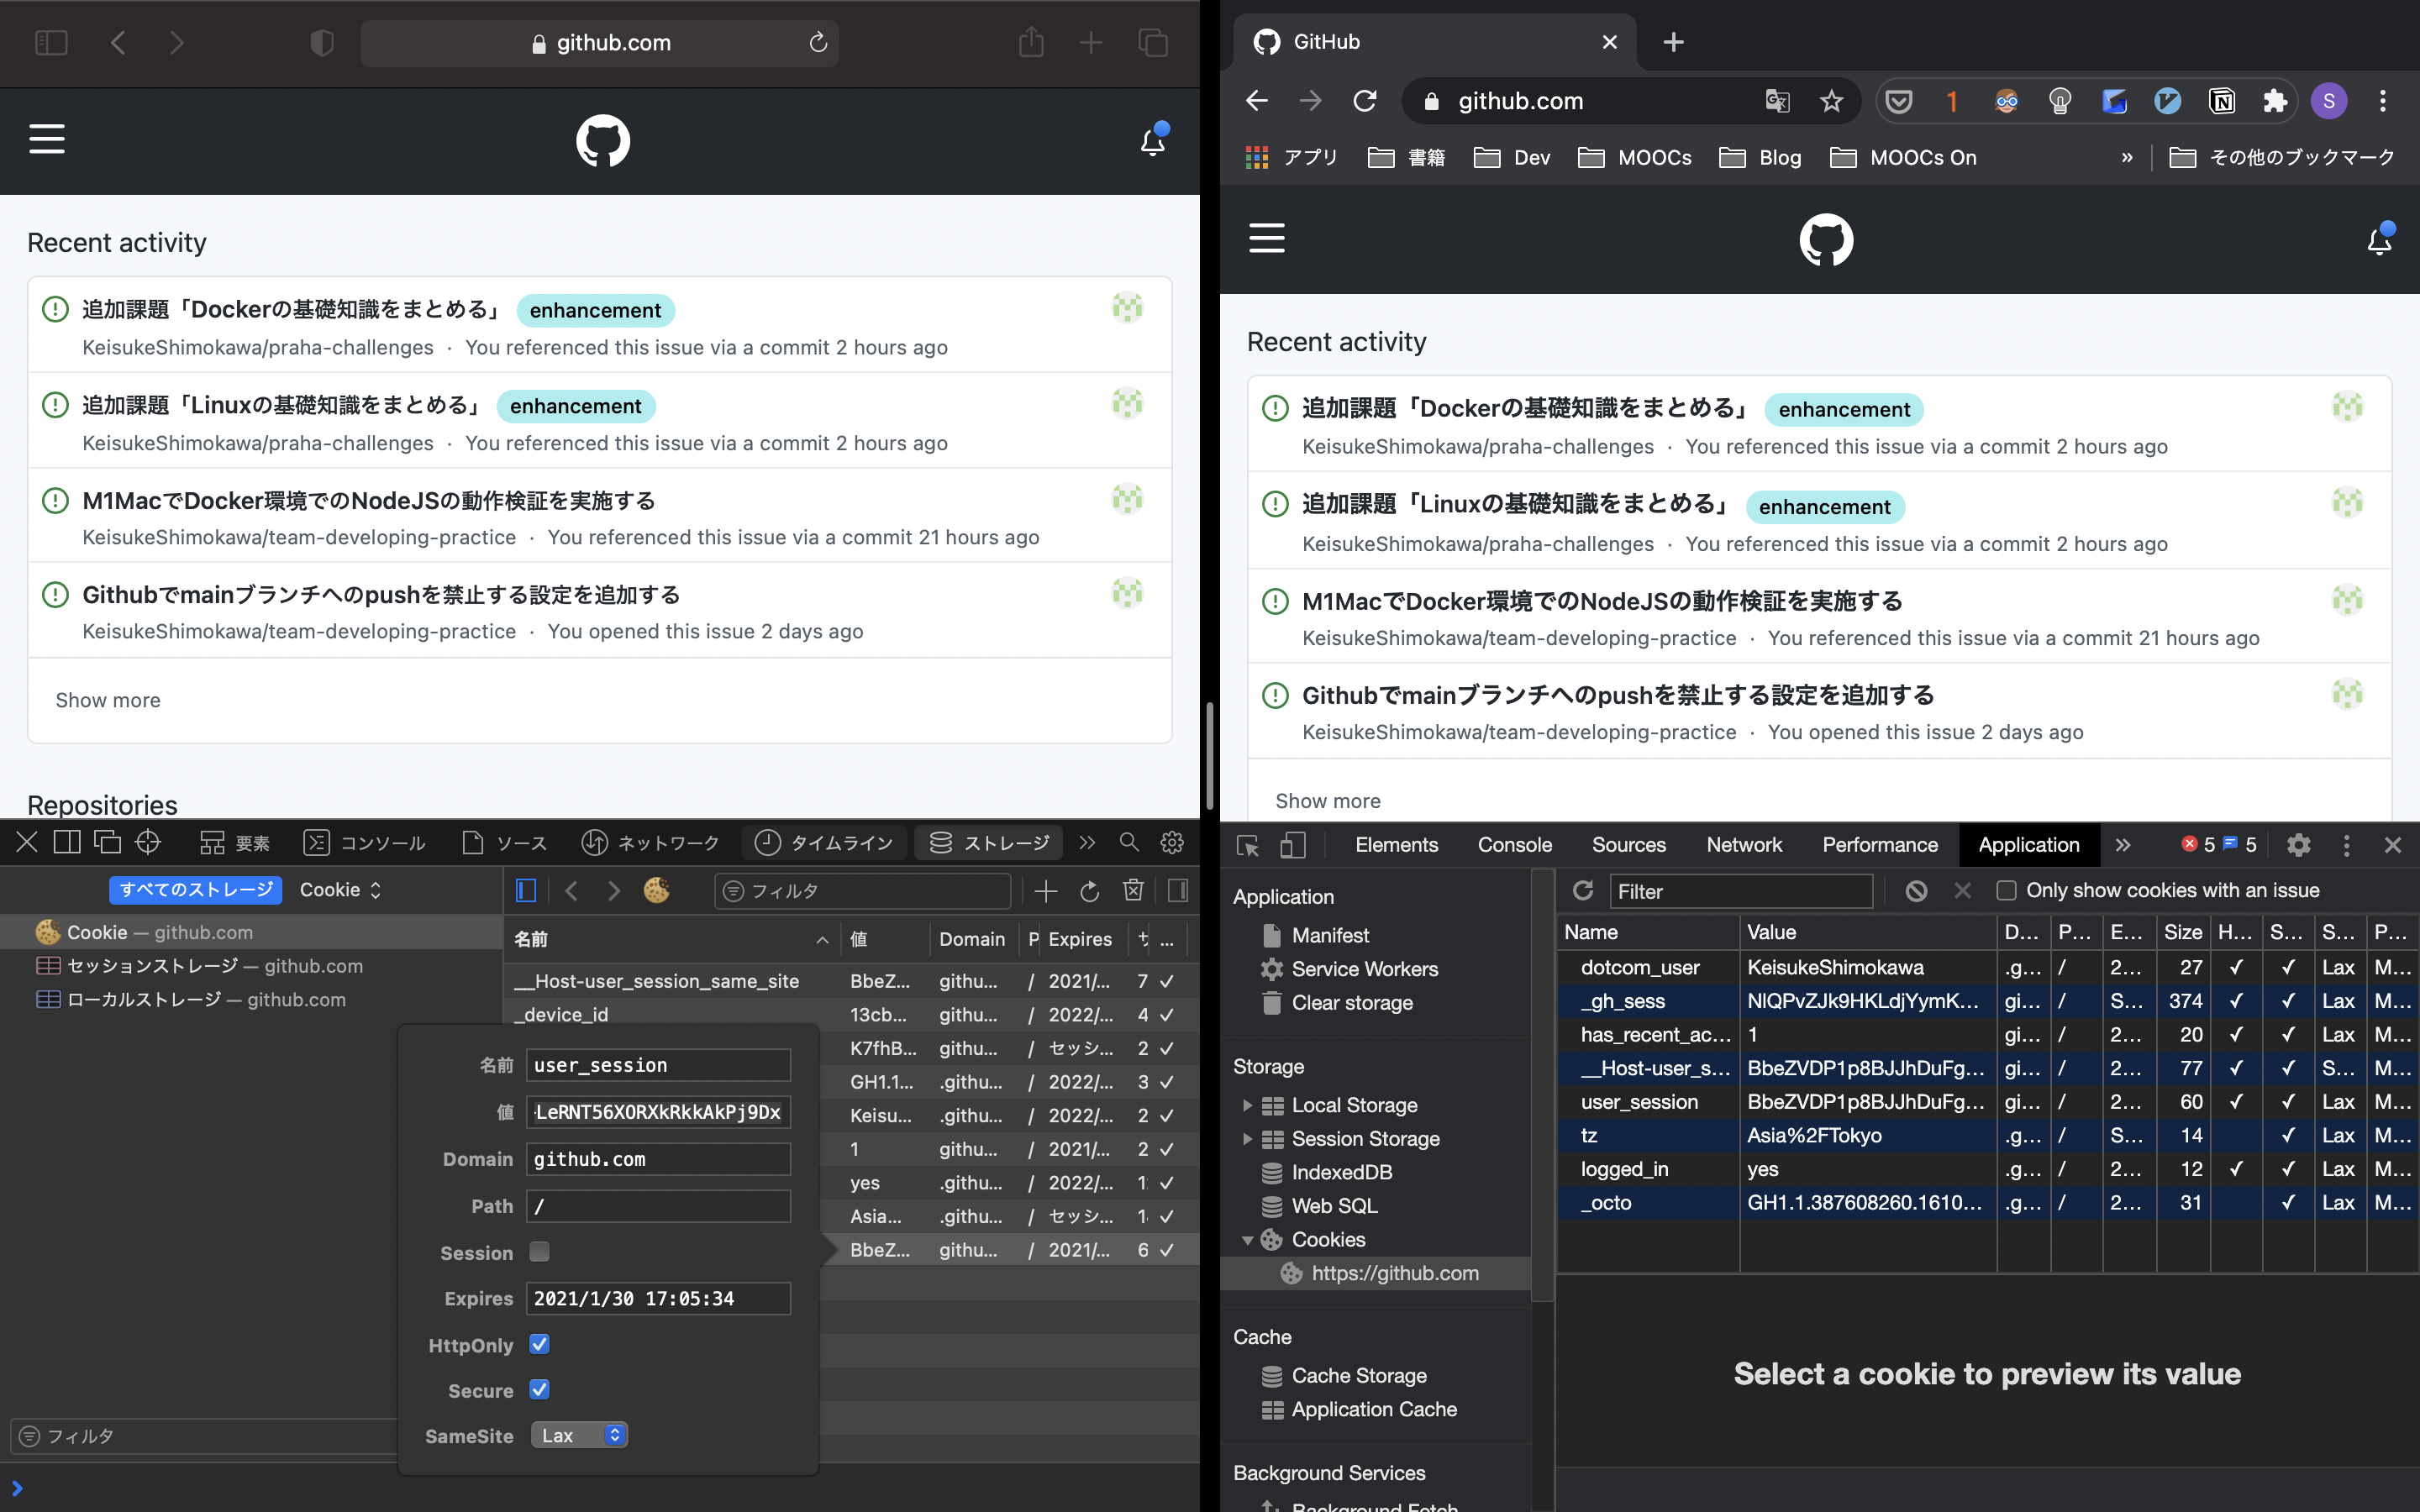 github.com
Recent activity
追加課題「Dockerの基礎知識をまとめる」 enhancement
KeisukeShimokawa/praha-challenges · You referenced this issue via a commit 2 hours ago
追加課題「Linuxの基礎知識をまとめる」 enhancement
KeisukeShimokawa/praha-challenges · You referenced this issue via a commit 2 hours ago
M1MacでDocker環境でのNodeJSの動作検証を実施する
KeisukeShimokawa/team-developing-practice · You referenced this issue via a commit 21 hours ago
Githubでmainブランチへのpushを禁止する設定を追加する
KeisukeShimokawa/team-developing-practice · You opened this issue 2 days ago
Show more
Repositories
要素 コンソール ソース ネットワーク タイムライン ストレージ
すべてのストレージ Cookie フィルタ
Cookie — github.com
セッションストレージ — github.com
ローカルストレージ — github.com
名前 値 Domain P Expires サ ...
__Host-user_session_same_site BbeZ... githu... / 2021/... 7 ✓
_device_id 13cb... githu... / 2022/... 4 ✓
K7fhB... githu... / セッシ... 2 ✓
GH1.1... .githu... / 2022/... 3 ✓
Keisu... .githu... / 2022/... 2 ✓
1 githu... / 2021/... 2 ✓
yes .githu... / 2022/... 1 ✓
Asia... .githu... / セッシ... 1 ✓
BbeZ... githu... / 2021/... 6 ✓
名前 user_session
値 LeRNT56XORXkRkkAkPj9Dx
Domain github.com
Path /
Session
Expires 2021/1/30 17:05:34
HttpOnly
Secure
SameSite Lax
フィルタ
GitHub
github.com
1 S
アプリ 書籍 Dev MOOCs Blog MOOCs On » その他のブックマーク
Recent activity
追加課題「Dockerの基礎知識をまとめる」 enhancement
KeisukeShimokawa/praha-challenges · You referenced this issue via a commit 2 hours ago
追加課題「Linuxの基礎知識をまとめる」 enhancement
KeisukeShimokawa/praha-challenges · You referenced this issue via a commit 2 hours ago
M1MacでDocker環境でのNodeJSの動作検証を実施する
KeisukeShimokawa/team-developing-practice · You referenced this issue via a commit 21 hours ago
Githubでmainブランチへのpushを禁止する設定を追加する
KeisukeShimokawa/team-developing-practice · You opened this issue 2 days ago
Show more
Elements Console Sources Network Performance Application » 5 5
Application
Manifest
Service Workers
Clear storage
Storage
Local Storage
Session Storage
IndexedDB
Web SQL
Cookies
https://github.com
Cache
Cache Storage
Application Cache
Background Services
Background Fetch
Filter Only show cookies with an issue
Name Value D... P... E... Size H... S... S... P...
dotcom_user KeisukeShimokawa .g... / 2... 27 ✓ ✓ Lax M...
_gh_sess NlQPvZJk9HKLdjYymK... gi... / S... 374 ✓ ✓ Lax M...
has_recent_ac... 1 gi... / 2... 20 ✓ ✓ Lax M...
__Host-user_s... BbeZVDP1p8BJJhDuFg... gi... / 2... 77 ✓ ✓ S... M...
user_session BbeZVDP1p8BJJhDuFg... gi... / 2... 60 ✓ ✓ Lax M...
tz Asia%2FTokyo .g... / S... 14 ✓ Lax M...
logged_in yes .g... / 2... 12 ✓ ✓ Lax M...
_octo GH1.1.387608260.1610... .g... / 2... 31 ✓ Lax M...
Select a cookie to preview its value